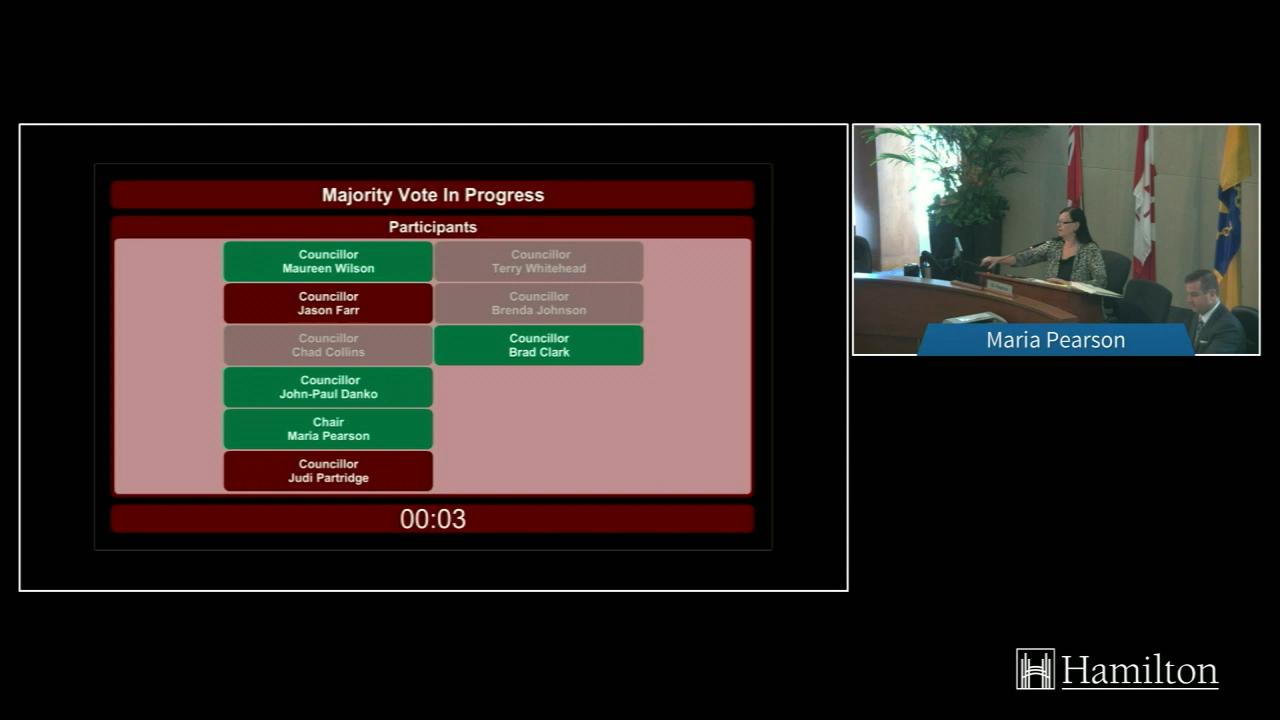 Majority Vote In Progress
Participants
Councillor
Maureen Wilson
Councillor
Terry Whitehead
Councillor
Jason Farr
Councillor
Brenda Johnson
Councillor
Chad Collins
Councillor
Brad Clark
Councillor
John-Paul Danko
Chair
Maria Pearson
Councillor
Judi Partridge
00:03
Maria Pearson
Hamilton